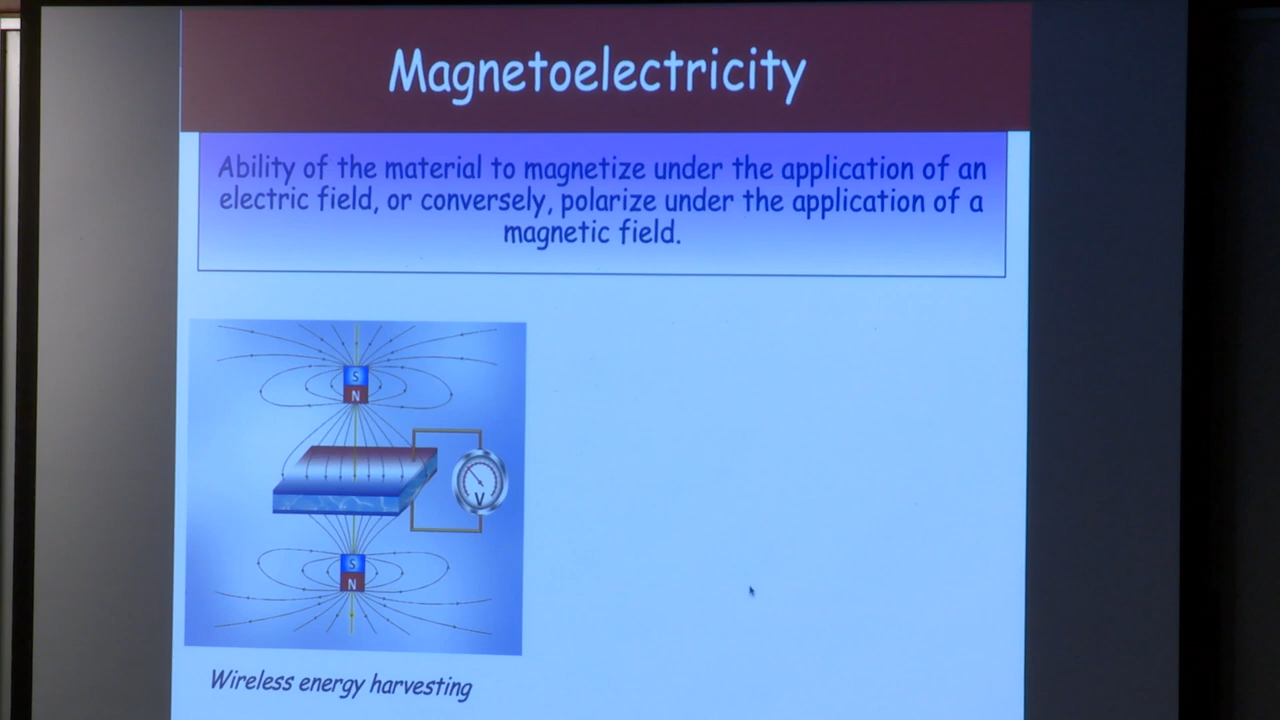 Magnetoelectricity
Ability of the material to magnetize under the application of an
electric field, or conversely, polarize under the application of a
magnetic field.
S
N
V
S
N
Wireless energy harvesting